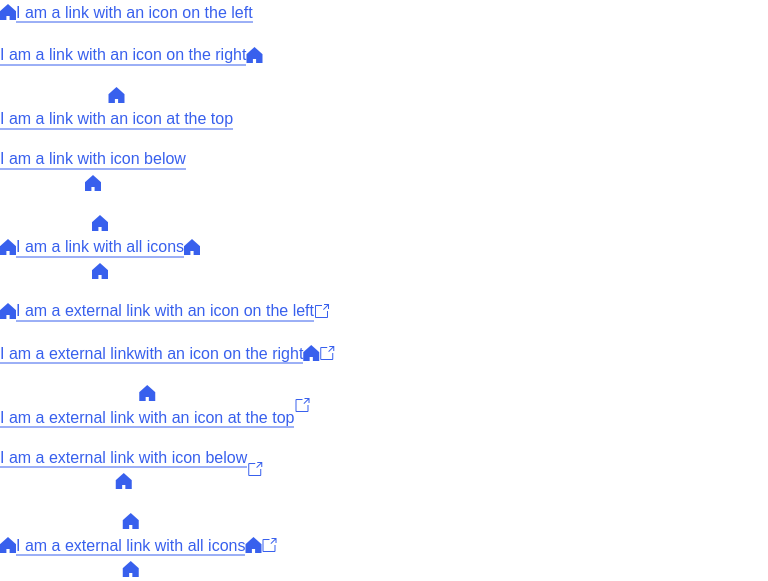 I am a link with an icon on the left
I am a link with an icon on the right
I am a link with an icon at the top
I am a link with icon below
I am a link with all icons
I am a external link with an icon on the left
I am a external linkwith an icon on the right
I am a external link with an icon at the top
I am a external link with icon below
I am a external link with all icons